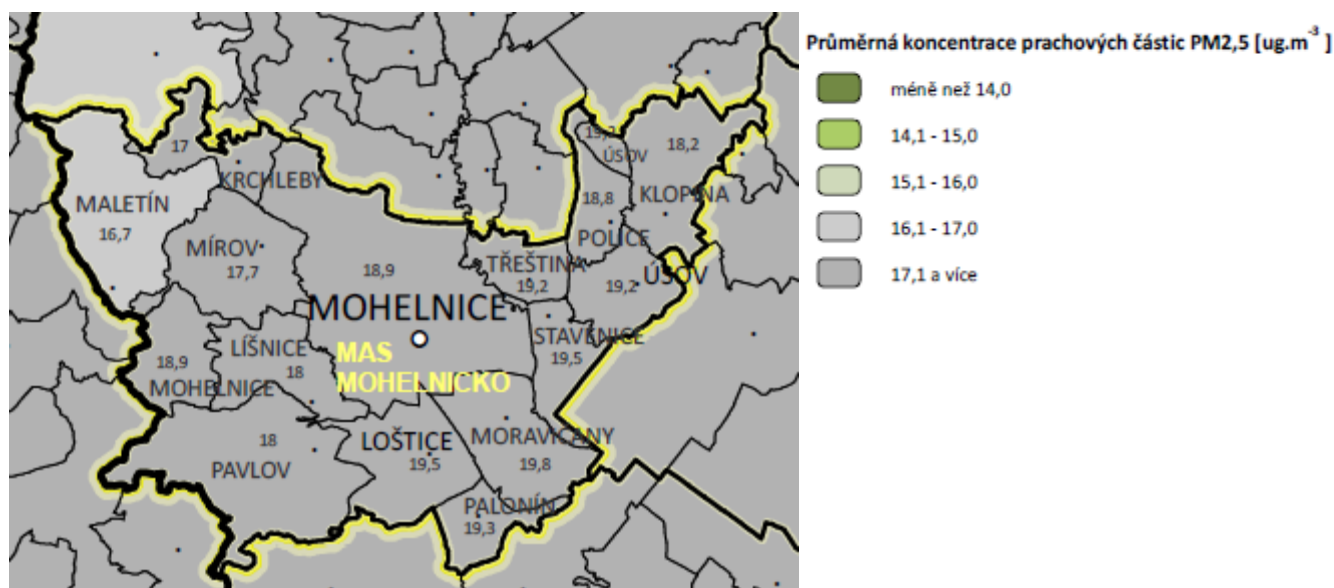 Průměrná koncentrace prachových částic PM2,5 [ug.m⁻³ ]
méně než 14,0
14,1 - 15,0
15,1 - 16,0
16,1 - 17,0
17,1 a více
17
KRCHLEBY
MALETÍN
16,7
MÍROV
17,7
18,9
MOHELNICE
MAS
MOHELNICKO
19,2
ÚSOV
18,2
KLOPINA
18,8
POLICE
TŘEŠTINA
19,2
19,2
ÚSOV
STAVENICE
19,5
LÍŠNICE
18
18,9
MOHELNICE
18
PAVLOV
LOŠTICE
19,5
MORAVIČANY
19,8
PALONÍN
19,3